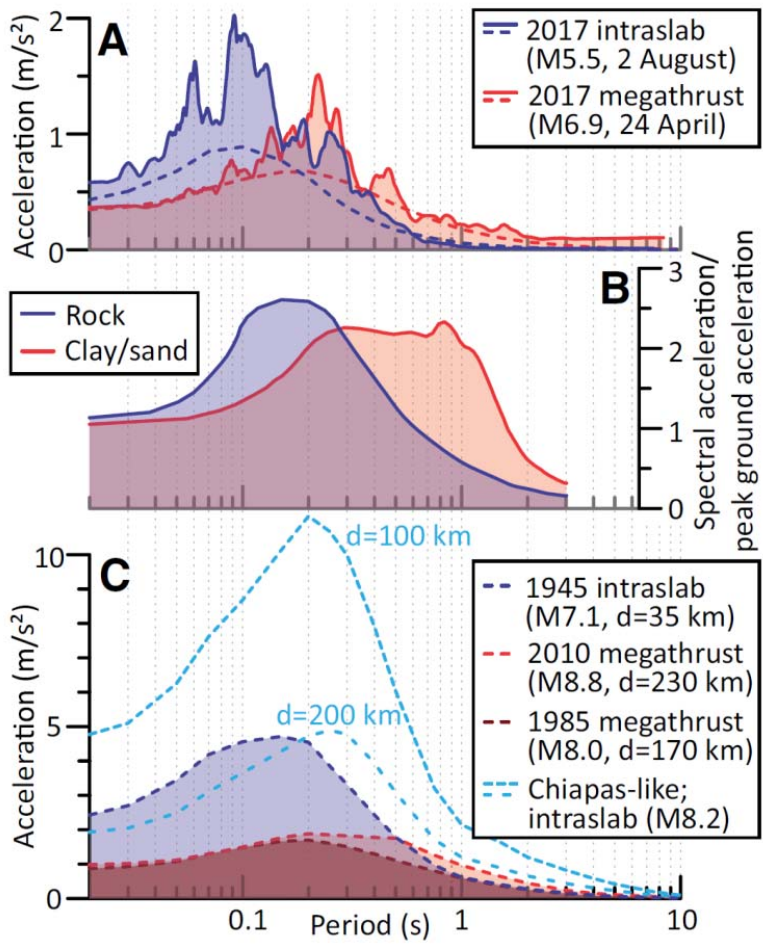 A
Acceleration (m/s²)
2
1
0
2017 intraslab
(M5.5, 2 August)
2017 megathrust
(M6.9, 24 April)
B
Rock
Clay/sand
3
2
1
0
Spectral acceleration/
peak ground acceleration
C
Acceleration (m/s²)
10
5
0
d=100 km
d=200 km
1945 intraslab
(M7.1, d=35 km)
2010 megathrust
(M8.8, d=230 km)
1985 megathrust
(M8.0, d=170 km)
Chiapas-like;
intraslab (M8.2)
0.1
Period (s)
1
10